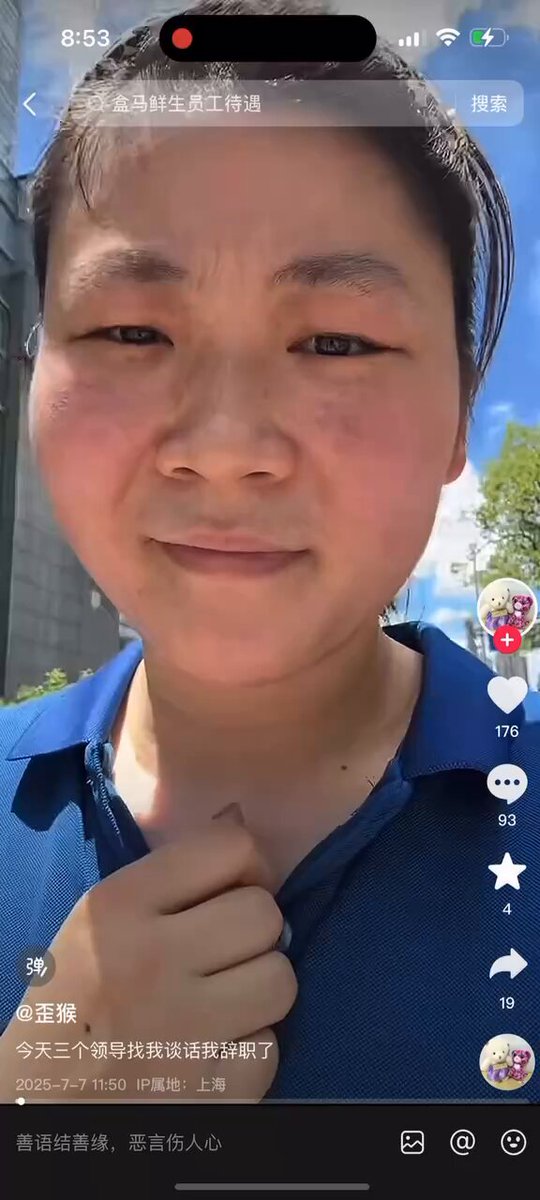 8:53
盒马鲜生员工待遇
搜索
176
93
4
19
弹
@歪猴
今天三个领导找我谈话我辞职了
2025-7-7 11:50 IP属地：上海
善语结善缘，恶言伤人心